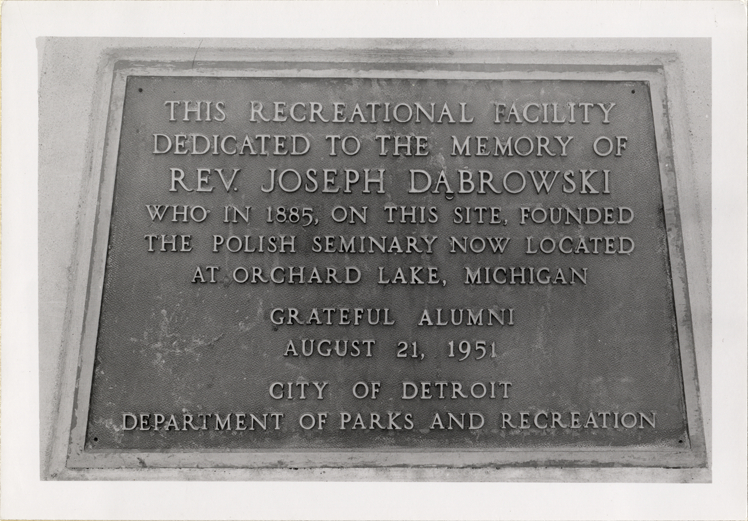 THIS RECREATIONAL FACILITY
DEDICATED TO THE MEMORY OF
REV. JOSEPH DĄBROWSKI
WHO IN 1885, ON THIS SITE, FOUNDED
THE POLISH SEMINARY NOW LOCATED
AT ORCHARD LAKE, MICHIGAN
GRATEFUL ALUMNI
AUGUST 21, 1951
CITY OF DETROIT
DEPARTMENT OF PARKS AND RECREATION